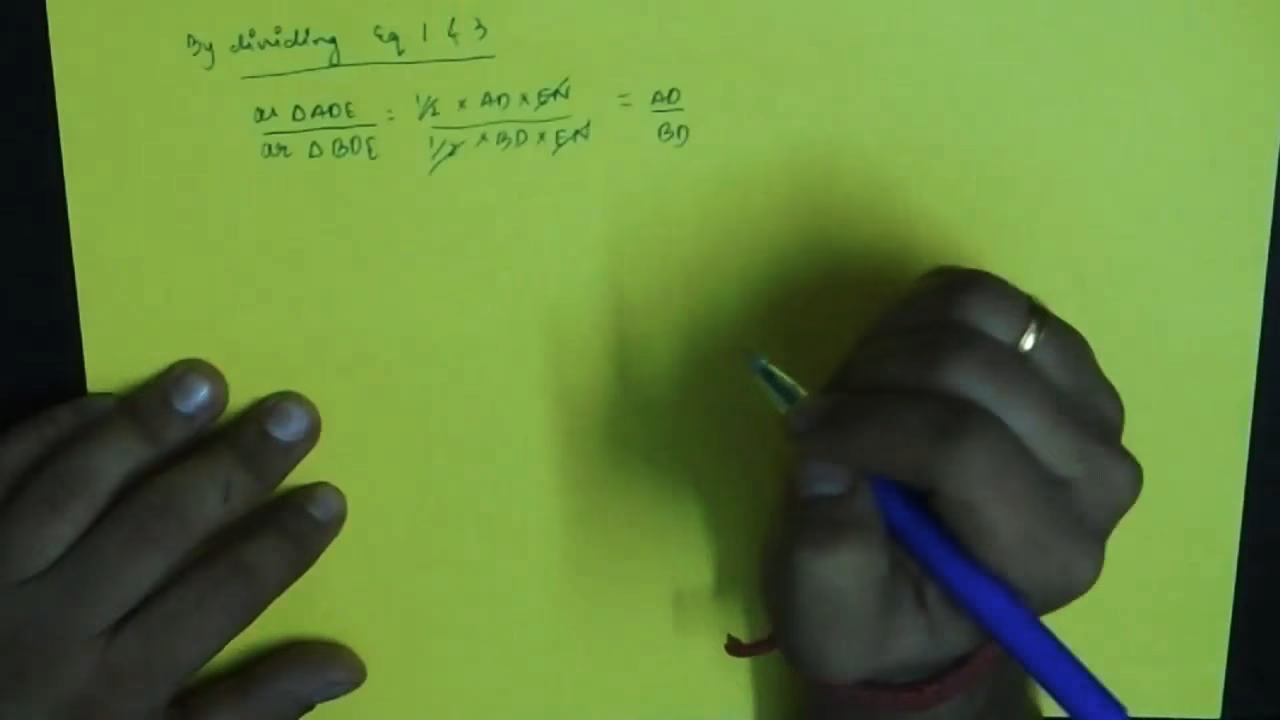 By dividing Eq 1 & 3
ar ΔADE / ar ΔBDE = 1/2 × AD × EN / 1/2 × BD × EN = AD / BD